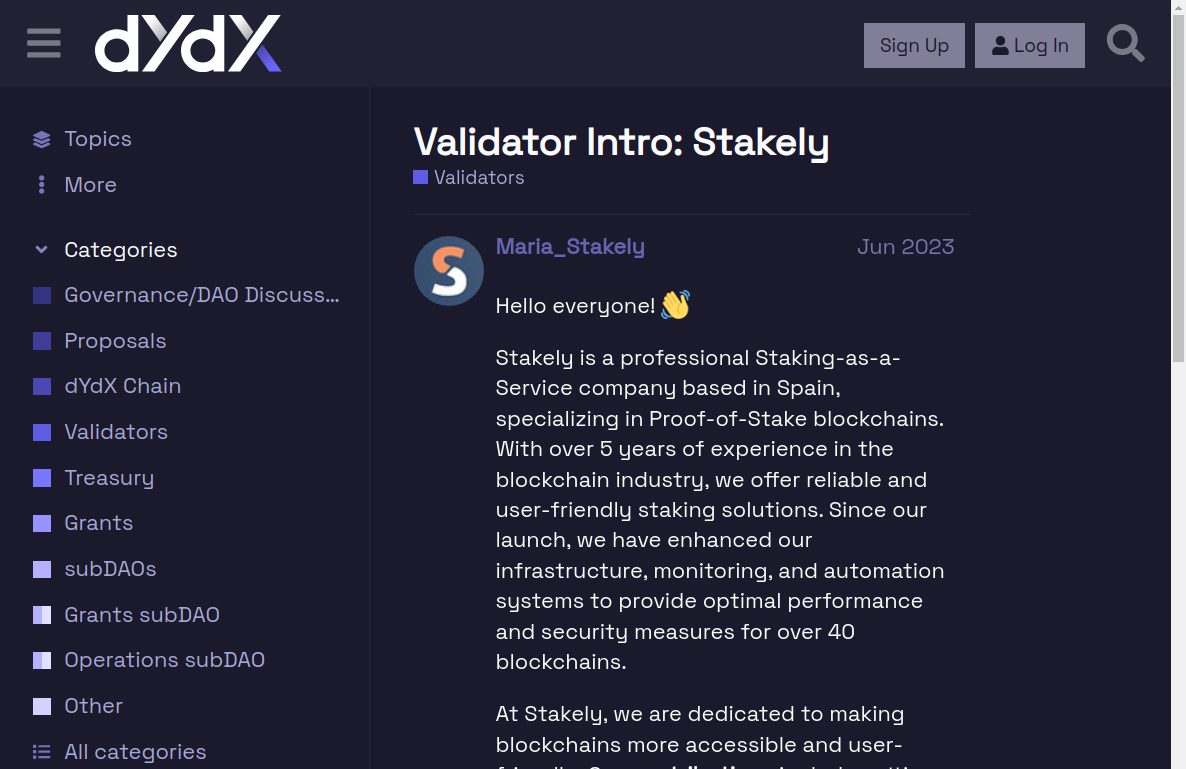 dYdX
Sign Up
Log In
Topics
More
Categories
Governance/DAO Discuss...
Proposals
dYdX Chain
Validators
Treasury
Grants
subDAOs
Grants subDAO
Operations subDAO
Other
All categories
Validator Intro: Stakely
Validators
Maria_Stakely
Jun 2023
Hello everyone!
Stakely is a professional Staking-as-a-
Service company based in Spain,
specializing in Proof-of-Stake blockchains.
With over 5 years of experience in the
blockchain industry, we offer reliable and
user-friendly staking solutions. Since our
launch, we have enhanced our
infrastructure, monitoring, and automation
systems to provide optimal performance
and security measures for over 40
blockchains.
At Stakely, we are dedicated to making
blockchains more accessible and user-